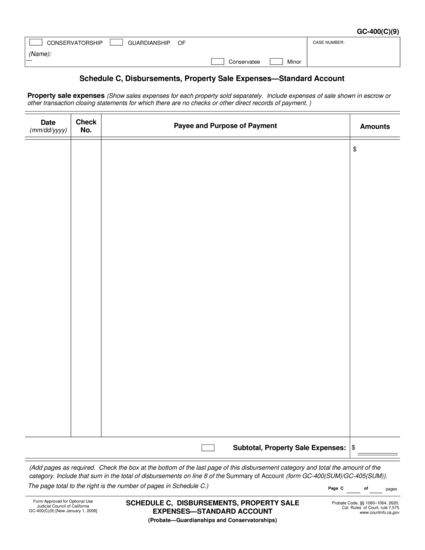 GC-400(C)(9)
CONSERVATORSHIP GUARDIANSHIP OF
CASE NUMBER:
(Name):
Conservatee Minor
Schedule C, Disbursements, Property Sale Expenses—Standard Account
Property sale expenses (Show sales expenses for each property sold separately. Include expenses of sale shown in escrow or
other transaction closing statements for which there are no checks or other direct records of payment. )
Date
(mm/dd/yyyy)
Check
No.
Payee and Purpose of Payment
Amounts
$
Subtotal, Property Sale Expenses: $
(Add pages as required. Check the box at the bottom of the last page of this disbursement category and total the amount of the
category. Include that sum in the total of disbursements on line 8 of the Summary of Account (form GC-400(SUM)/GC-405(SUM)).
The page total to the right is the number of pages in Schedule C.)
Page C of pages
Form Approved for Optional Use
Judicial Council of California
GC-400(C)(9) [New January 1, 2008]
SCHEDULE C, DISBURSEMENTS, PROPERTY SALE
EXPENSES—STANDARD ACCOUNT
(Probate—Guardianships and Conservatorships)
Probate Code, §§ 1060–1064, 2620;
Cal. Rules of Court, rule 7.575
www.courtinfo.ca.gov